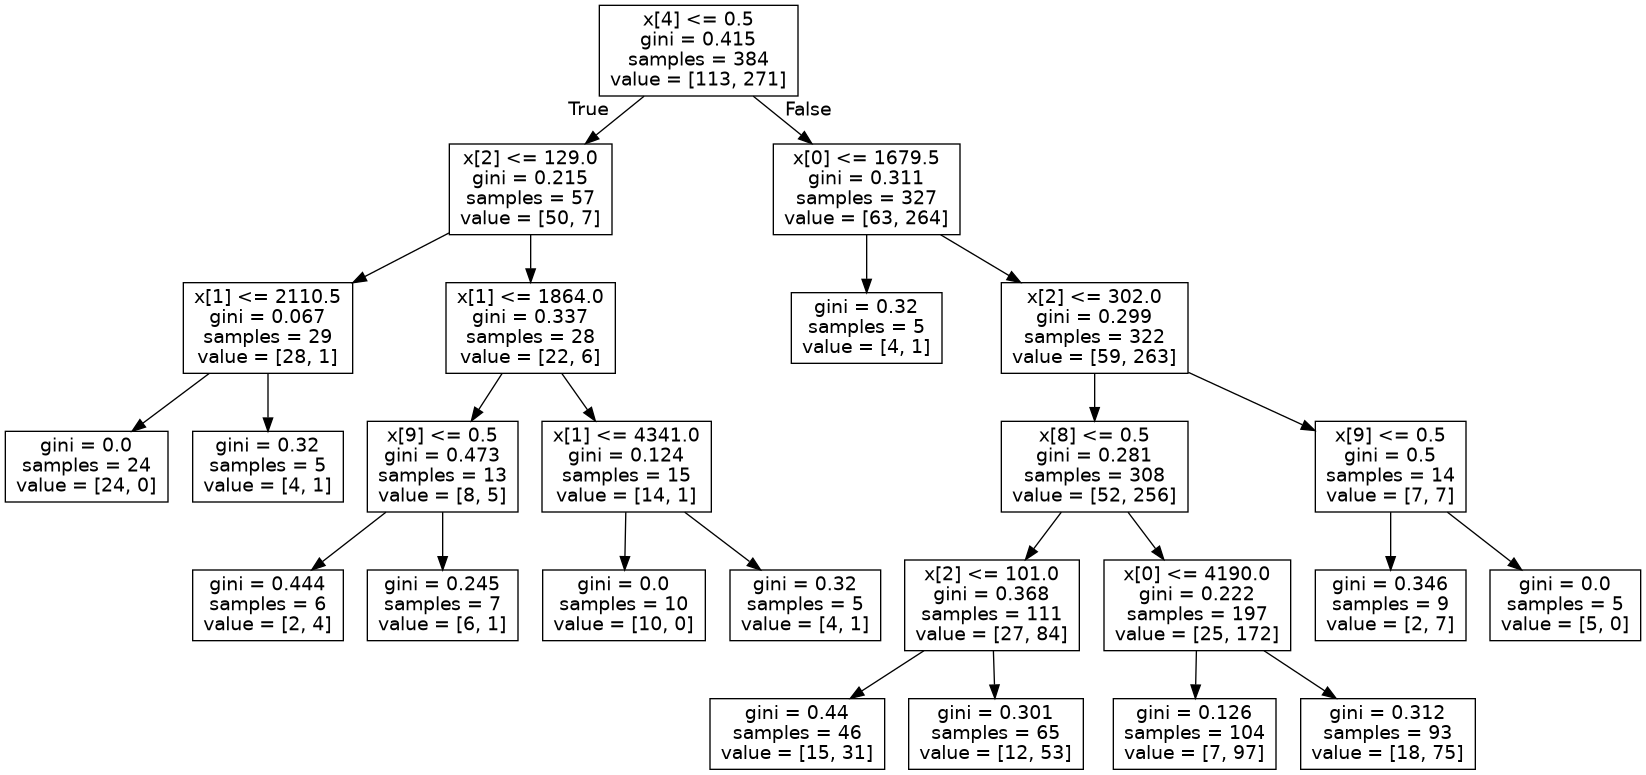 x[4] <= 0.5
gini = 0.415
samples = 384
value = [113, 271]
True
False
x[2] <= 129.0
gini = 0.215
samples = 57
value = [50, 7]
x[0] <= 1679.5
gini = 0.311
samples = 327
value = [63, 264]
x[1] <= 2110.5
gini = 0.067
samples = 29
value = [28, 1]
x[1] <= 1864.0
gini = 0.337
samples = 28
value = [22, 6]
gini = 0.32
samples = 5
value = [4, 1]
x[2] <= 302.0
gini = 0.299
samples = 322
value = [59, 263]
gini = 0.0
samples = 24
value = [24, 0]
gini = 0.32
samples = 5
value = [4, 1]
x[9] <= 0.5
gini = 0.473
samples = 13
value = [8, 5]
x[1] <= 4341.0
gini = 0.124
samples = 15
value = [14, 1]
x[8] <= 0.5
gini = 0.281
samples = 308
value = [52, 256]
x[9] <= 0.5
gini = 0.5
samples = 14
value = [7, 7]
gini = 0.444
samples = 6
value = [2, 4]
gini = 0.245
samples = 7
value = [6, 1]
gini = 0.0
samples = 10
value = [10, 0]
gini = 0.32
samples = 5
value = [4, 1]
x[2] <= 101.0
gini = 0.368
samples = 111
value = [27, 84]
x[0] <= 4190.0
gini = 0.222
samples = 197
value = [25, 172]
gini = 0.346
samples = 9
value = [2, 7]
gini = 0.0
samples = 5
value = [5, 0]
gini = 0.44
samples = 46
value = [15, 31]
gini = 0.301
samples = 65
value = [12, 53]
gini = 0.126
samples = 104
value = [7, 97]
gini = 0.312
samples = 93
value = [18, 75]